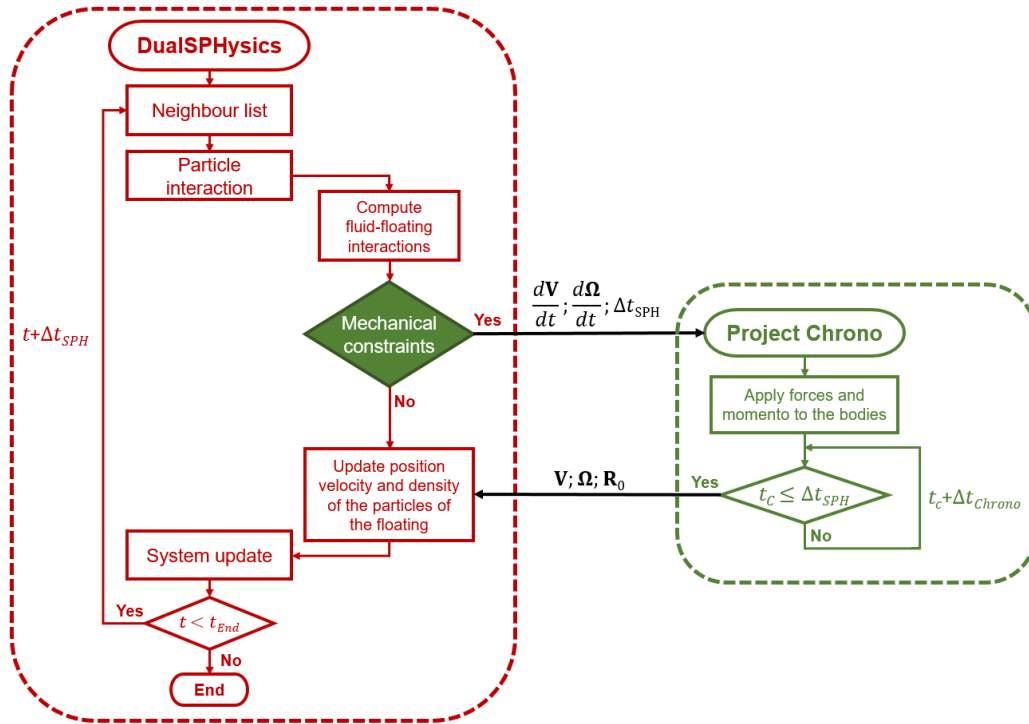 DualSPHysics
Neighbour list
Particle
interaction
Compute
fluid-floating
interactions
Mechanical
constraints
Yes
No
d𝐕/dt ; d𝛀/dt ; Δt_SPH
Project Chrono
Apply forces and
momento to the bodies
t_C ≤ Δt_SPH
Yes
No
t_c+Δt_Chrono
𝐕; 𝛀; 𝐑_0
Update position
velocity and density
of the particles of
the floating
System update
t < t_End
Yes
No
t+Δt_SPH
End